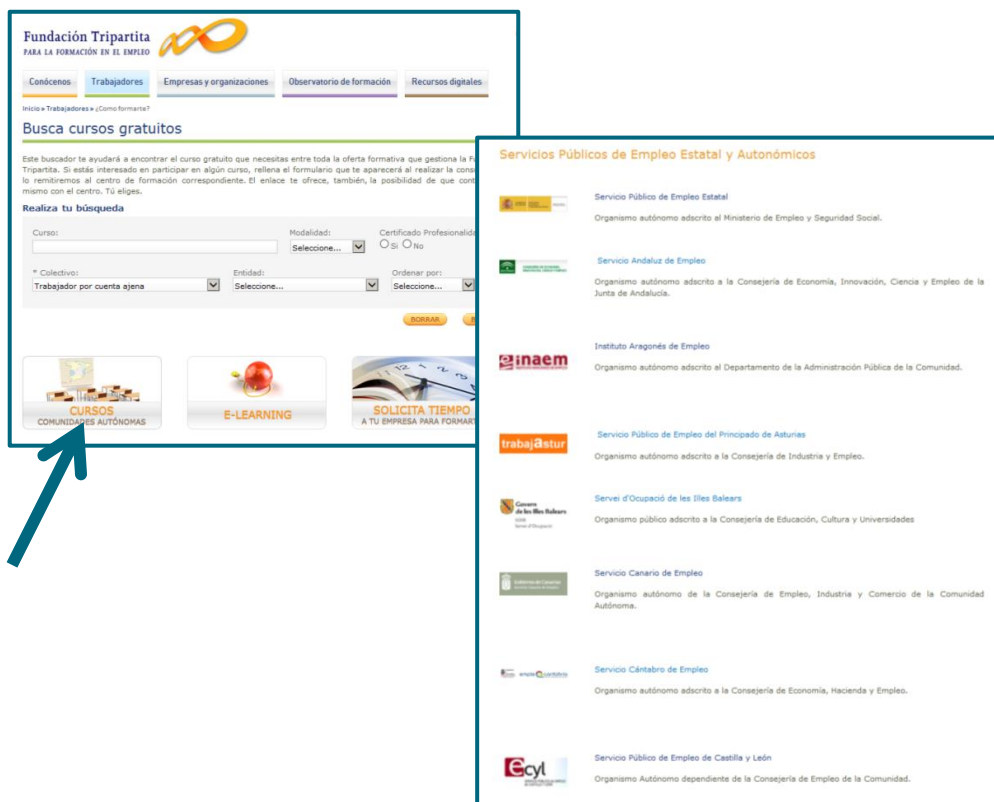 Fundación Tripartita
PARA LA FORMACIÓN EN EL EMPLEO
Conócenos Trabajadores Empresas y organizaciones Observatorio de formación Recursos digitales
Inicio » Trabajadores » ¿Como formarte?
Busca cursos gratuitos
Este buscador te ayudará a encontrar el curso gratuito que necesitas entre toda la oferta formativa que gestiona la Fu
Tripartita. Si estás interesado en participar en algún curso, rellena el formulario que te aparecerá al realizar la cons
lo remitiremos al centro de formación correspondiente. El enlace te ofrece, también, la posibilidad de que cont
mismo con el centro. Tú eliges.
Realiza tu búsqueda
Curso: Modalidad: Certificado Profesionalida
Seleccione... Si No
* Colectivo: Entidad: Ordenar por:
Trabajador por cuenta ajena Seleccione... Seleccione...
BORRAR B
CURSOS
COMUNIDADES AUTÓNOMAS
E-LEARNING
SOLICITA TIEMPO
A TU EMPRESA PARA FORMART
Servicios Públicos de Empleo Estatal y Autonómicos
Servicio Público de Empleo Estatal
Organismo autónomo adscrito al Ministerio de Empleo y Seguridad Social.
Servicio Andaluz de Empleo
Organismo autónomo adscrito a la Consejería de Economía, Innovación, Ciencia y Empleo de la
Junta de Andalucía.
inaem
Instituto Aragonés de Empleo
Organismo autónomo adscrito al Departamento de la Administración Pública de la Comunidad.
trabajastur
Servicio Público de Empleo del Principado de Asturias
Organismo autónomo adscrito a la Consejería de Industria y Empleo.
Govern
de les Illes Balears
Servei d'Ocupació de les Illes Balears
Organismo público adscrito a la Consejería de Educación, Cultura y Universidades
Gobierno de Canarias
Servicio Canario de Empleo
Organismo autónomo de la Consejería de Empleo, Industria y Comercio de la Comunidad
Autónoma.
Servicio Cántabro de Empleo
Organismo autónomo adscrito a la Consejería de Economía, Hacienda y Empleo.
Ecyl
Servicio Público de Empleo de Castilla y León
Organismo Autónomo dependiente de la Consejería de Empleo de la Comunidad.